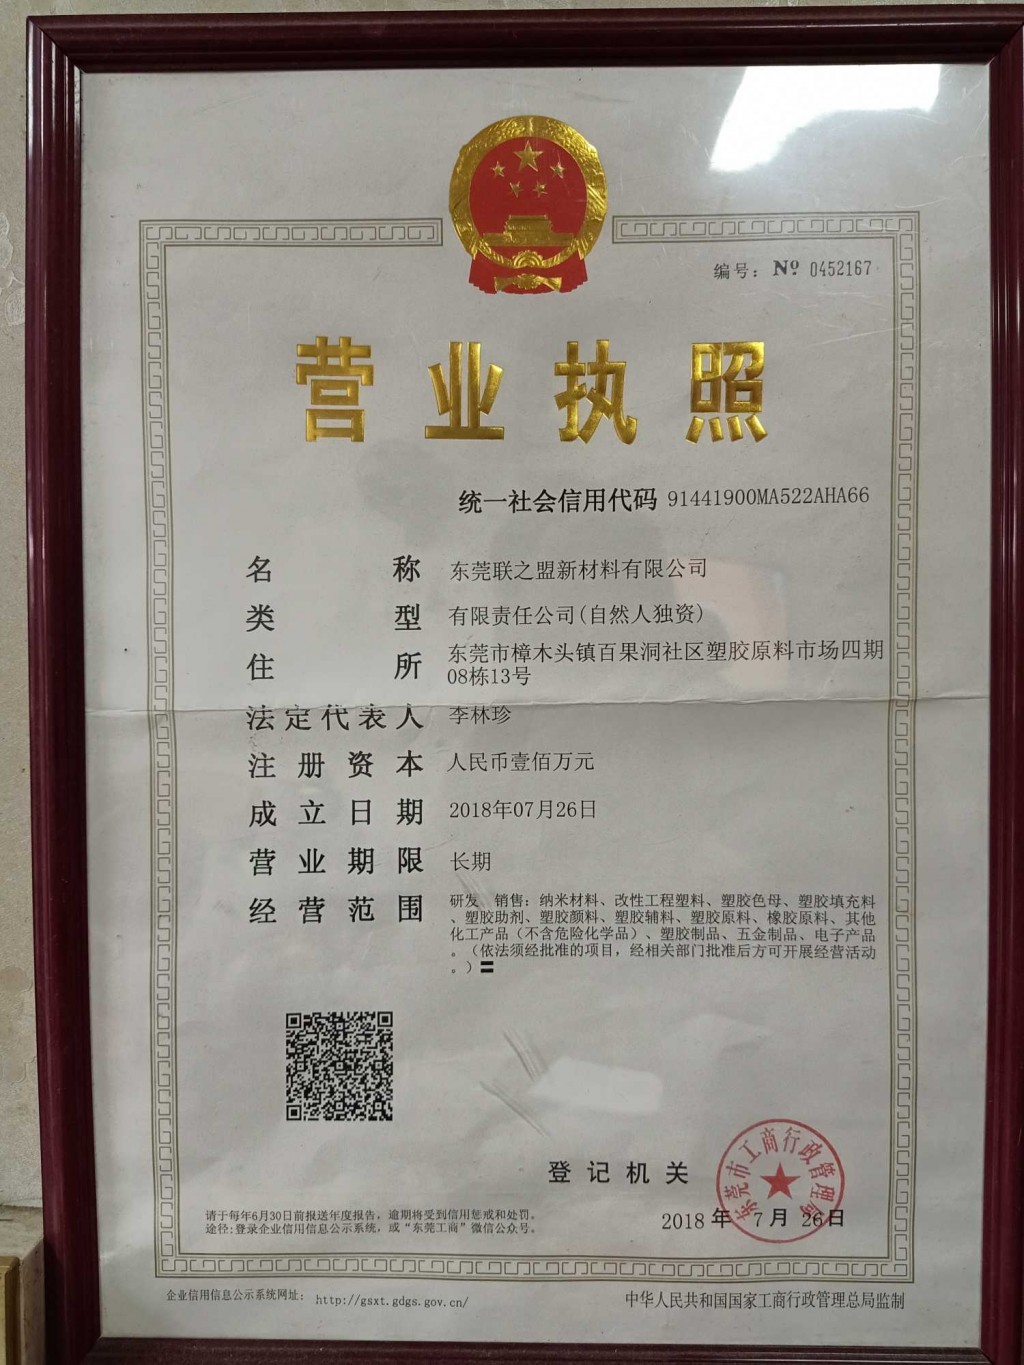 编号： Nº 0452167
营业执照
统一社会信用代码 91441900MA522AHA66
名称 东莞联之盟新材料有限公司
类型 有限责任公司(自然人独资)
住所 东莞市樟木头镇百果洞社区塑胶原料市场四期
08栋13号
法定代表人 李林珍
注册资本 人民币壹佰万元
成立日期 2018年07月26日
营业期限 长期
经营范围 研发、销售：纳米材料、改性工程塑料、塑胶色母、塑胶填充料
、塑胶助剂、塑胶颜料、塑胶辅料、塑胶原料、橡胶原料、其他
化工产品（不含危险化学品）、塑胶制品、五金制品、电子产品
。（依法须经批准的项目，经相关部门批准后方可开展经营活动
。）〓
登记机关
东莞市工商行政管理局
2018年 7月 26日
请于每年6月30日前报送年度报告，逾期将受到信用惩戒和处罚。
途径:登录企业信用信息公示系统，或“东莞工商”微信公众号。
企业信用信息公示系统网址： http://gsxt.gdgs.gov.cn/
中华人民共和国国家工商行政管理总局监制